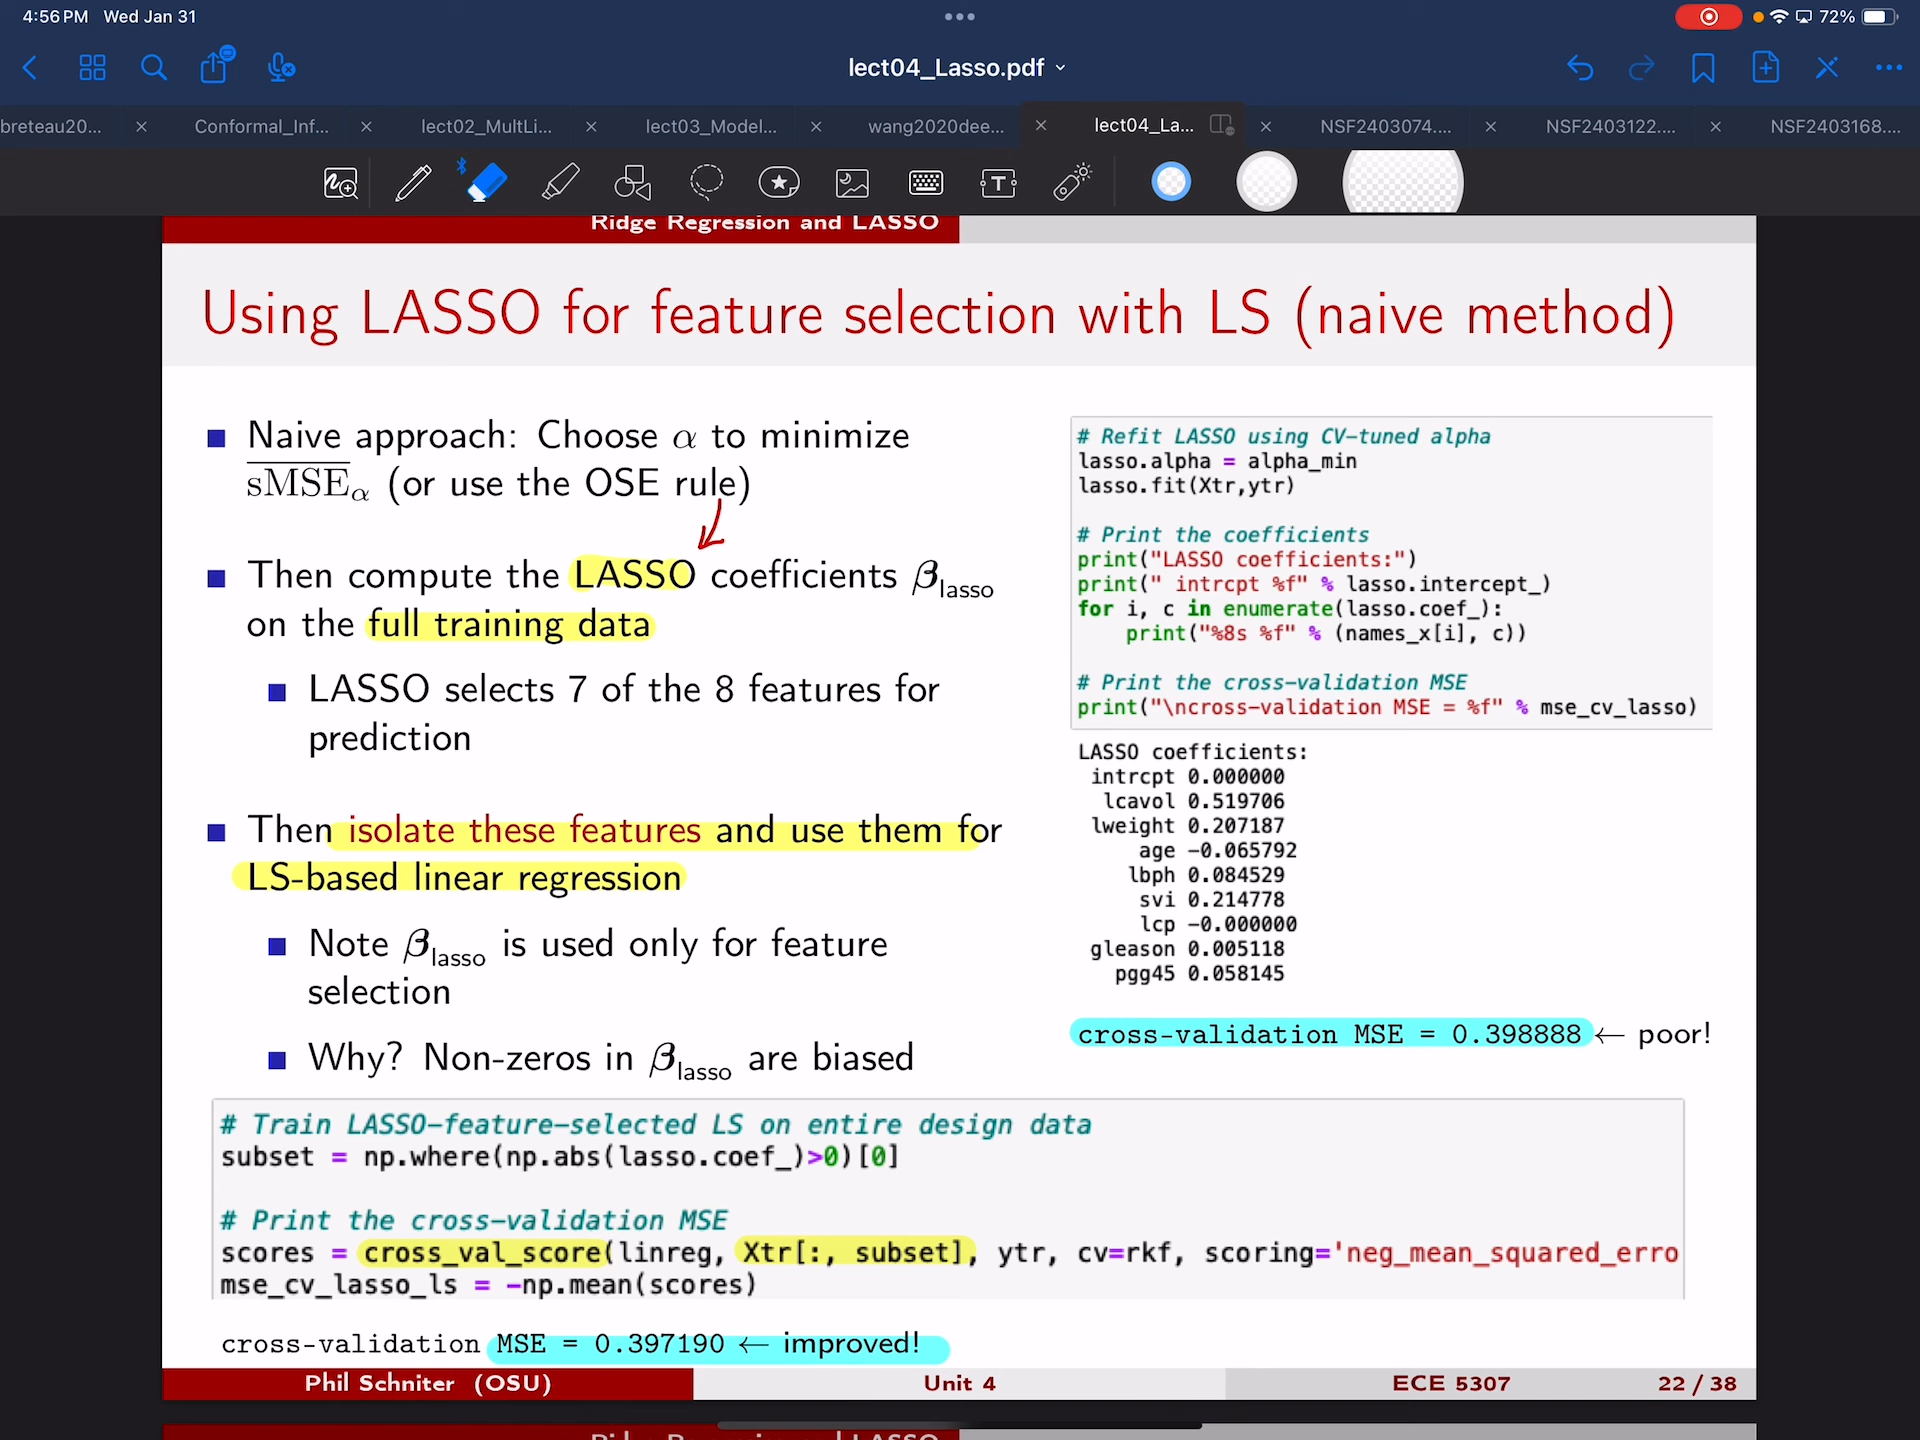 4:56 PM Wed Jan 31
72%
lect04_Lasso.pdf
breteau20...
Conformal_Inf...
lect02_MultLi...
lect03_Model...
wang2020dee...
lect04_La...
NSF2403074....
NSF2403122....
NSF2403168....
Ridge Regression and LASSO
Using LASSO for feature selection with LS (naive method)
Naive approach: Choose α to minimize
sMSEα (or use the OSE rule)
Then compute the LASSO coefficients βlasso
on the full training data
LASSO selects 7 of the 8 features for
prediction
Then isolate these features and use them for
LS-based linear regression
Note βlasso is used only for feature
selection
Why? Non-zeros in βlasso are biased
# Refit LASSO using CV-tuned alpha
lasso.alpha = alpha_min
lasso.fit(Xtr,ytr)
# Print the coefficients
print("LASSO coefficients:")
print(" intrcpt %f" % lasso.intercept_)
for i, c in enumerate(lasso.coef_):
    print("%8s %f" % (names_x[i], c))
# Print the cross-validation MSE
print("\ncross-validation MSE = %f" % mse_cv_lasso)
LASSO coefficients:
intrcpt 0.000000
lcavol 0.519706
lweight 0.207187
age -0.065792
lbph 0.084529
svi 0.214778
lcp -0.000000
gleason 0.005118
pgg45 0.058145
cross-validation MSE = 0.398888 ← poor!
# Train LASSO-feature-selected LS on entire design data
subset = np.where(np.abs(lasso.coef_)>0)[0]
# Print the cross-validation MSE
scores = cross_val_score(linreg, Xtr[:, subset], ytr, cv=rkf, scoring='neg_mean_squared_erro
mse_cv_lasso_ls = -np.mean(scores)
cross-validation MSE = 0.397190 ← improved!
Phil Schniter (OSU)
Unit 4
ECE 5307
22 / 38